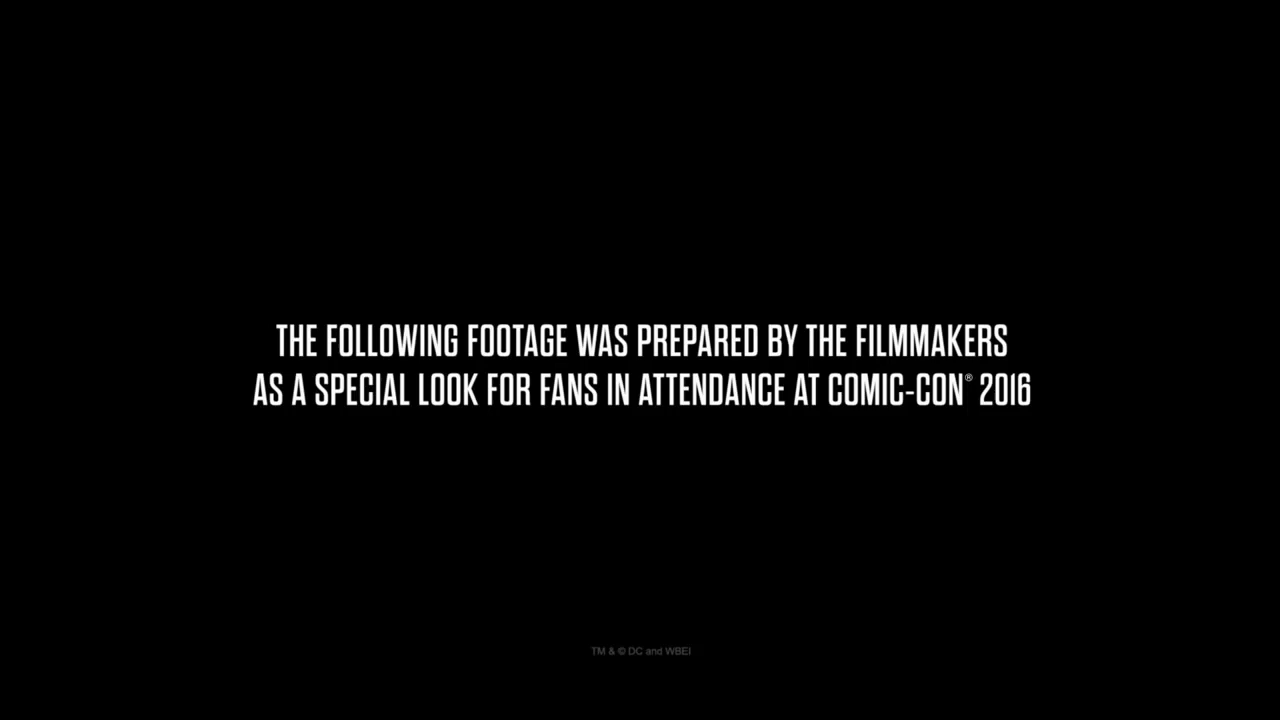 THE FOLLOWING FOOTAGE WAS PREPARED BY THE FILMMAKERS
AS A SPECIAL LOOK FOR FANS IN ATTENDANCE AT COMIC-CON® 2016
TM & © DC and WBEI